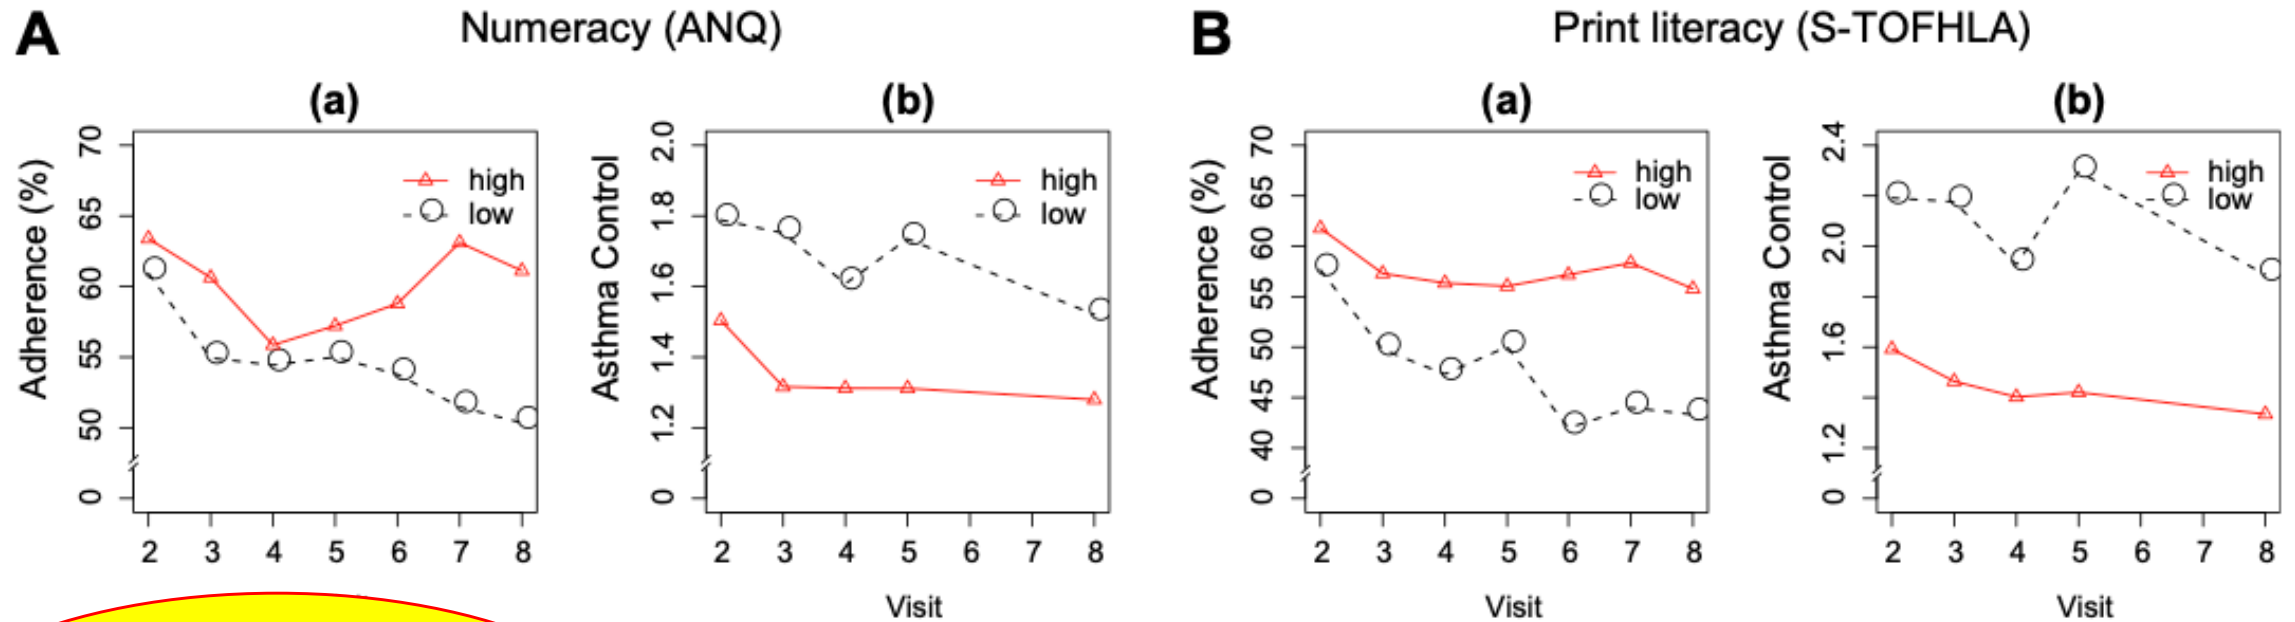 A
Numeracy (ANQ)
(a)
Adherence (%)
70
65
60
55
50
0
high
low
2 3 4 5 6 7 8
(b)
Asthma Control
2.0
1.8
1.6
1.4
1.2
0
high
low
2 3 4 5 6 7 8
Visit
B
Print literacy (S-TOFHLA)
(a)
Adherence (%)
70
65
60
55
50
45
40
0
high
low
2 3 4 5 6 7 8
Visit
(b)
Asthma Control
2.4
2.0
1.6
1.2
0
high
low
2 3 4 5 6 7 8
Visit